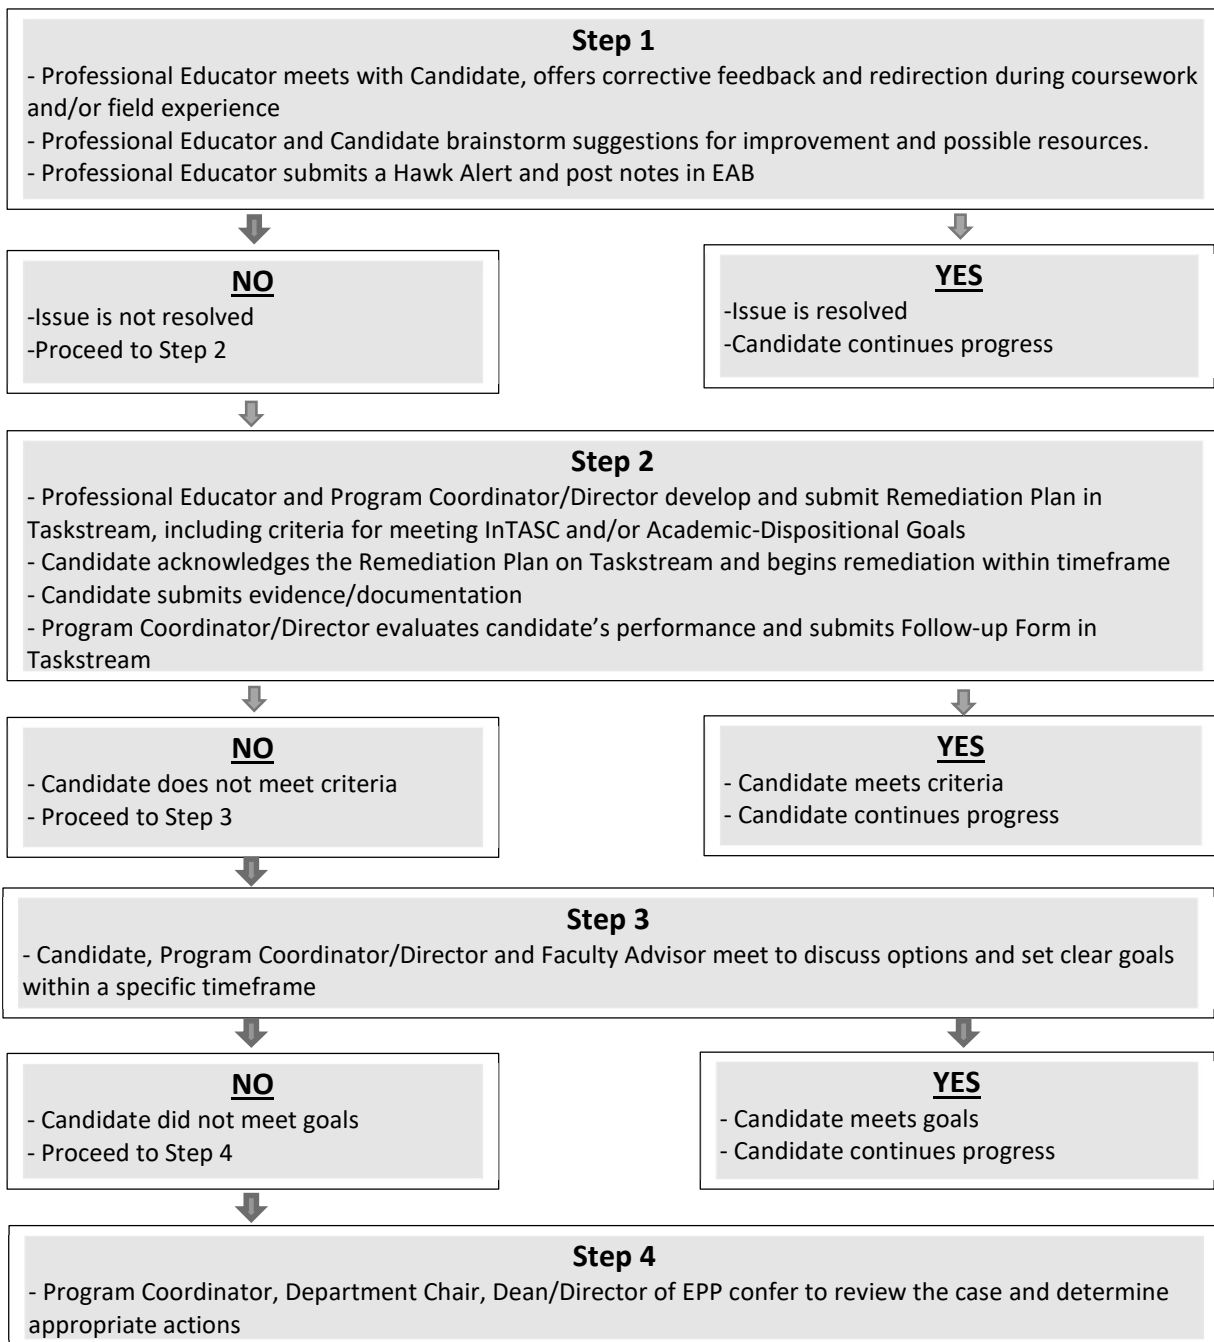 Step 1
- Professional Educator meets with Candidate, offers corrective feedback and redirection during coursework
and/or field experience
- Professional Educator and Candidate brainstorm suggestions for improvement and possible resources.
- Professional Educator submits a Hawk Alert and post notes in EAB
NO
-Issue is not resolved
-Proceed to Step 2
YES
-Issue is resolved
-Candidate continues progress
Step 2
- Professional Educator and Program Coordinator/Director develop and submit Remediation Plan in
Taskstream, including criteria for meeting InTASC and/or Academic-Dispositional Goals
- Candidate acknowledges the Remediation Plan on Taskstream and begins remediation within timeframe
- Candidate submits evidence/documentation
- Program Coordinator/Director evaluates candidate’s performance and submits Follow-up Form in
Taskstream
NO
- Candidate does not meet criteria
- Proceed to Step 3
YES
- Candidate meets criteria
- Candidate continues progress
Step 3
- Candidate, Program Coordinator/Director and Faculty Advisor meet to discuss options and set clear goals
within a specific timeframe
NO
- Candidate did not meet goals
- Proceed to Step 4
YES
- Candidate meets goals
- Candidate continues progress
Step 4
- Program Coordinator, Department Chair, Dean/Director of EPP confer to review the case and determine
appropriate actions